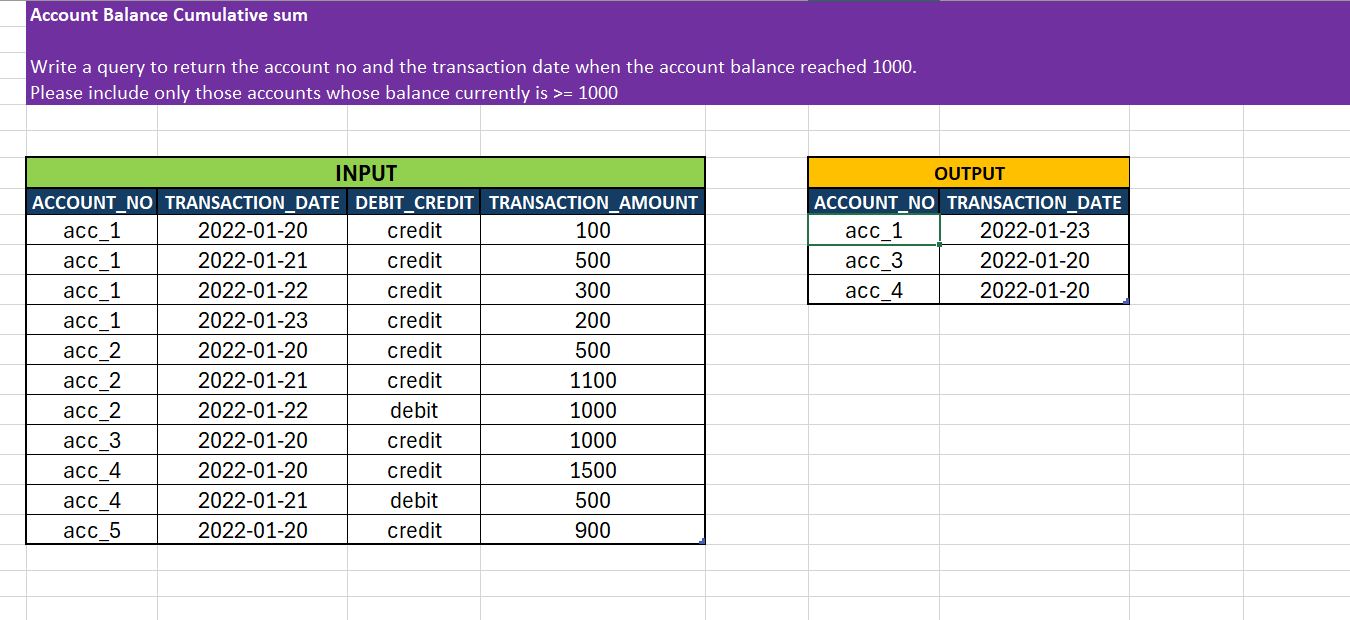 Account Balance Cumulative sum
Write a query to return the account no and the transaction date when the account balance reached 1000.
Please include only those accounts whose balance currently is >= 1000
INPUT
ACCOUNT_NO TRANSACTION_DATE DEBIT_CREDIT TRANSACTION_AMOUNT
acc_1 2022-01-20 credit 100
acc_1 2022-01-21 credit 500
acc_1 2022-01-22 credit 300
acc_1 2022-01-23 credit 200
acc_2 2022-01-20 credit 500
acc_2 2022-01-21 credit 1100
acc_2 2022-01-22 debit 1000
acc_3 2022-01-20 credit 1000
acc_4 2022-01-20 credit 1500
acc_4 2022-01-21 debit 500
acc_5 2022-01-20 credit 900
OUTPUT
ACCOUNT_NO TRANSACTION_DATE
acc_1 2022-01-23
acc_3 2022-01-20
acc_4 2022-01-20